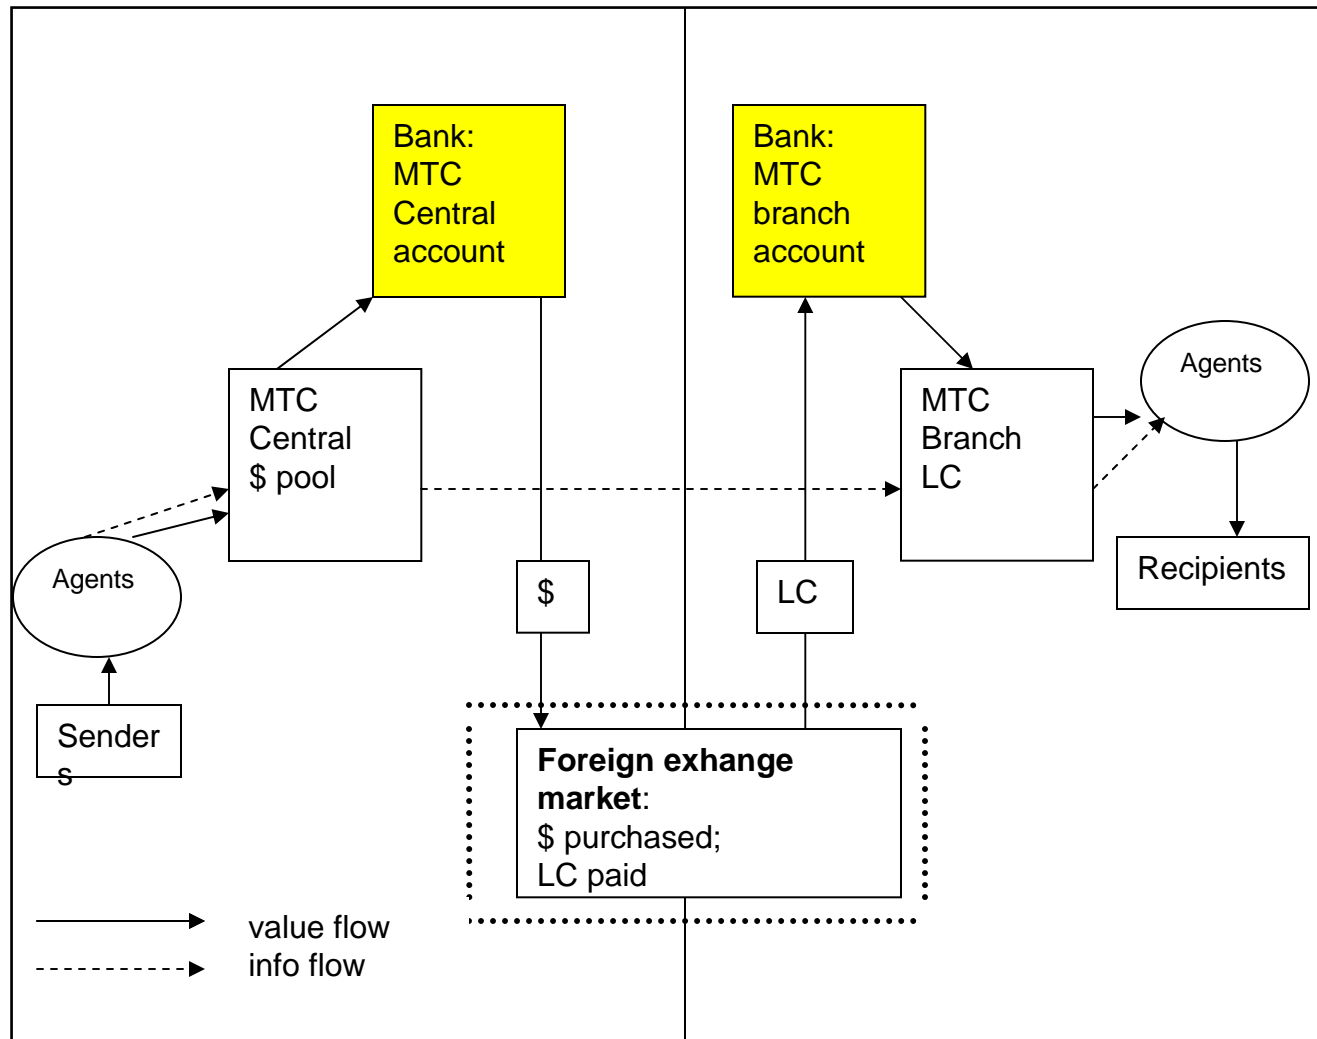 Bank:
MTC
Central
account
Bank:
MTC
branch
account
MTC
Central
$ pool
MTC
Branch
LC
Agents
Agents
Recipients
$
LC
Sender
s
Foreign exhange
market:
$ purchased;
LC paid
value flow
info flow